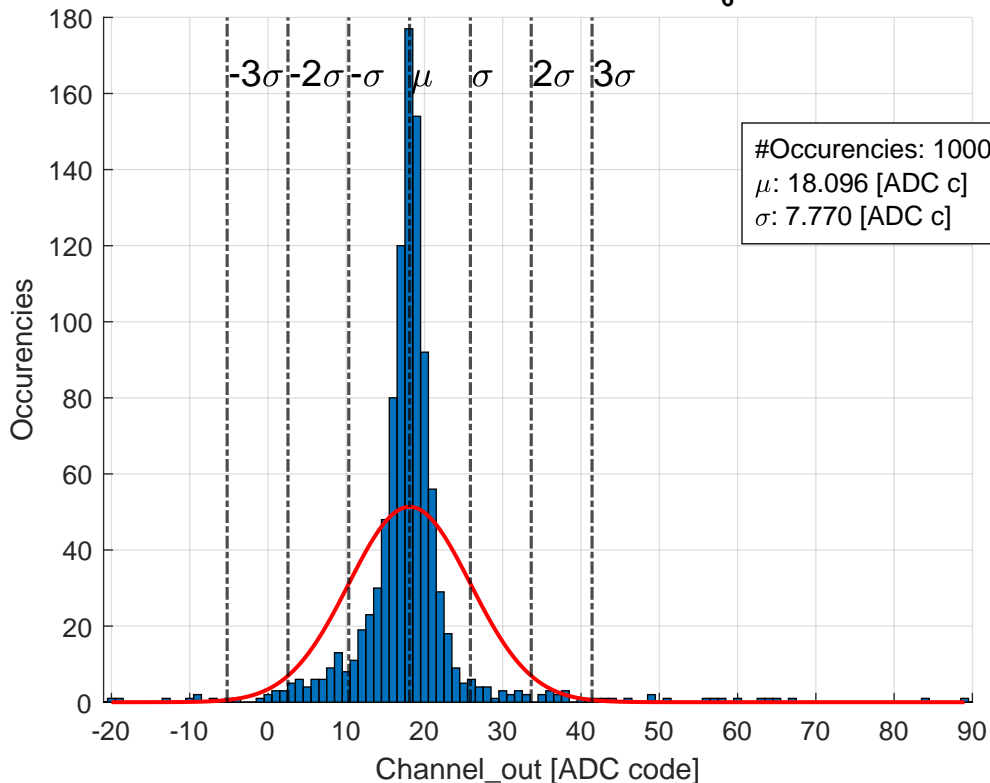 6
180
160
140
120
100
80
60
40
20
0
-3σ -2σ -σ μ σ 2σ 3σ
#Occurencies: 1000
μ: 18.096 [ADC c]
σ: 7.770 [ADC c]
Occurencies
-20 -10 0 10 20 30 40 50 60 70 80 90
Channel_out [ADC code]